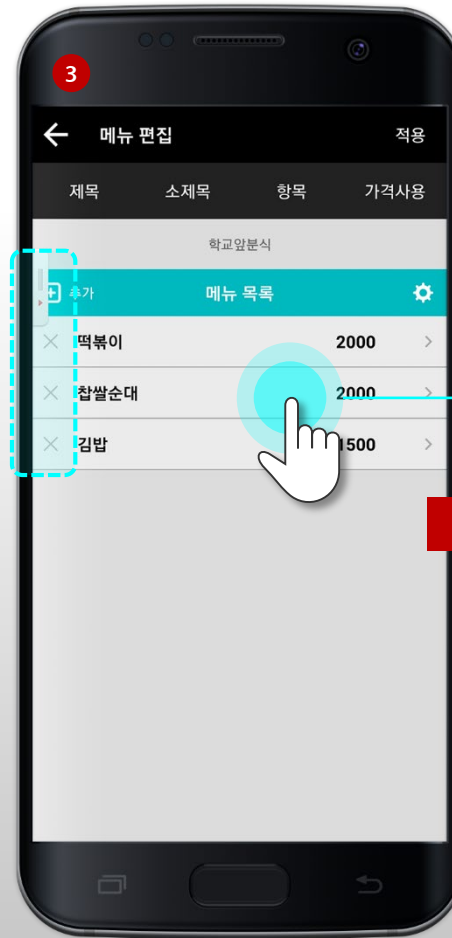 3
메뉴 편집 적용
제목 소제목 항목 가격사용
학교앞분식
추가 메뉴 목록
떡볶이 2000
찹쌀순대 2000
김밥 1500